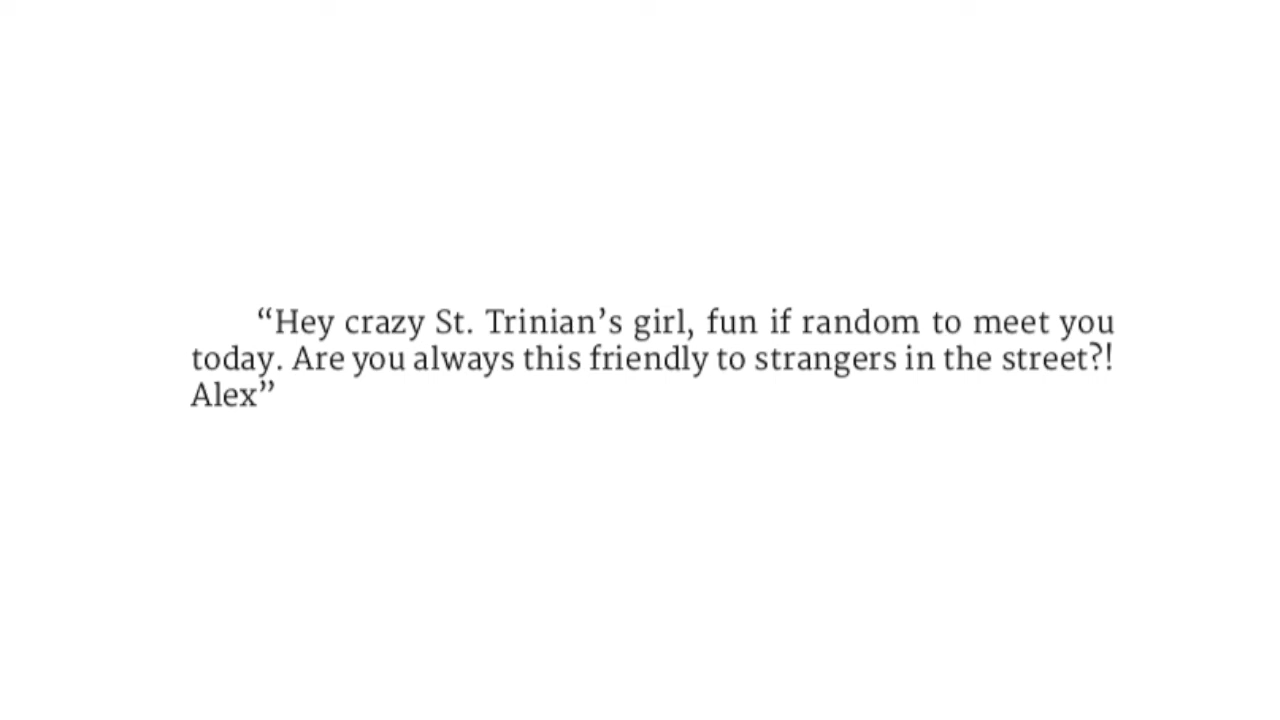 “Hey crazy St. Trinian’s girl, fun if random to meet you
today. Are you always this friendly to strangers in the street?!
Alex”